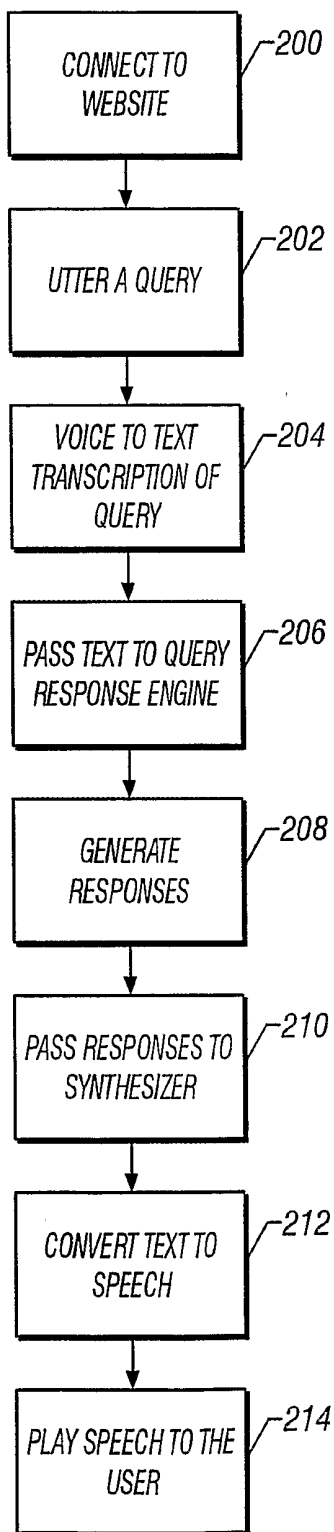 200
CONNECT TO
WEBSITE
202
UTTER A QUERY
204
VOICE TO TEXT
TRANSCRIPTION OF
QUERY
206
PASS TEXT TO QUERY
RESPONSE ENGINE
208
GENERATE
RESPONSES
210
PASS RESPONSES TO
SYNTHESIZER
212
CONVERT TEXT TO
SPEECH
214
PLAY SPEECH TO THE
USER